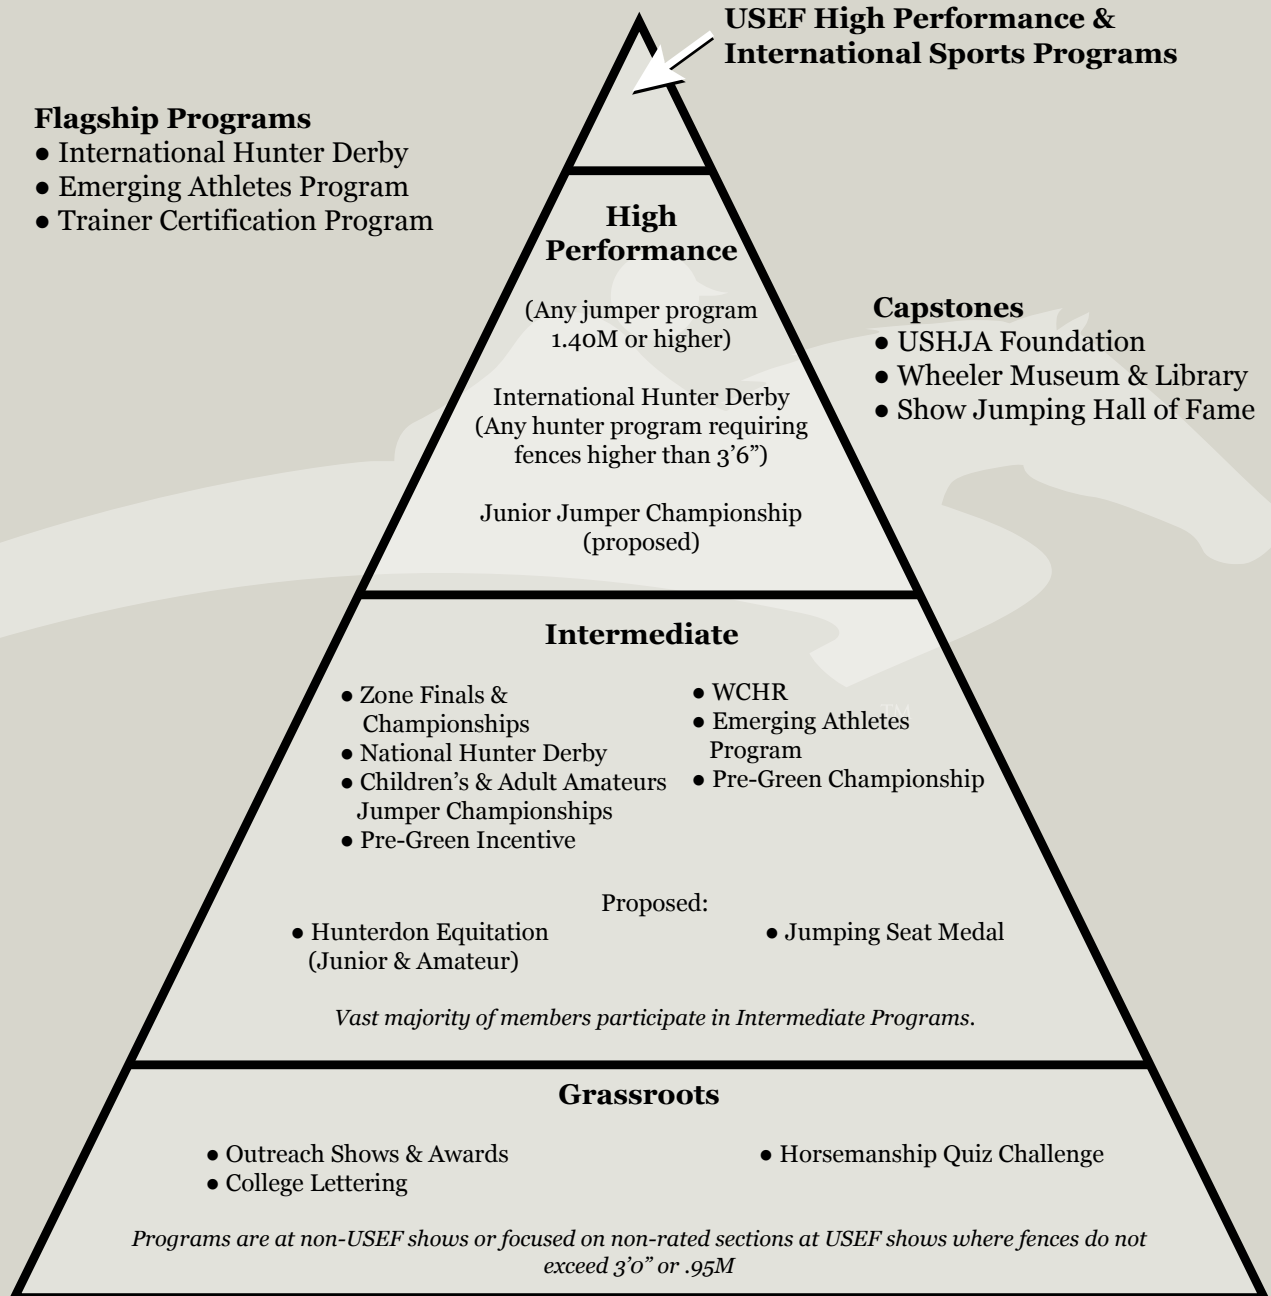 USEF High Performance &
International Sports Programs
Flagship Programs
● International Hunter Derby
● Emerging Athletes Program
● Trainer Certification Program
High
Performance
(Any jumper program
1.40M or higher)
International Hunter Derby
(Any hunter program requiring
fences higher than 3’6”)
Junior Jumper Championship
(proposed)
Capstones
● USHJA Foundation
● Wheeler Museum & Library
● Show Jumping Hall of Fame
Intermediate
● Zone Finals &
Championships
● National Hunter Derby
● Children’s & Adult Amateurs
Jumper Championships
● Pre-Green Incentive
● WCHR
TM
● Emerging Athletes
Program
● Pre-Green Championship
Proposed:
● Hunterdon Equitation
(Junior & Amateur)
● Jumping Seat Medal
Vast majority of members participate in Intermediate Programs.
Grassroots
● Outreach Shows & Awards
● College Lettering
● Horsemanship Quiz Challenge
Programs are at non-USEF shows or focused on non-rated sections at USEF shows where fences do not
exceed 3’0” or .95M